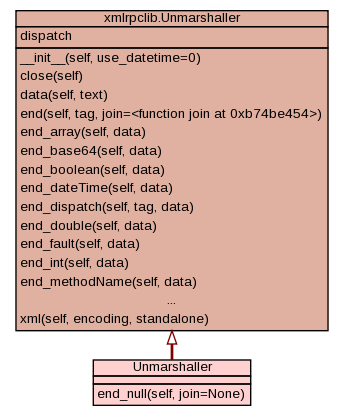 xmlrpclib.Unmarshaller
dispatch
__init__(self, use_datetime=0)
close(self)
data(self, text)
end(self, tag, join=<function join at 0xb74be454>)
end_array(self, data)
end_base64(self, data)
end_boolean(self, data)
end_dateTime(self, data)
end_dispatch(self, tag, data)
end_double(self, data)
end_fault(self, data)
end_int(self, data)
end_methodName(self, data)
...
xml(self, encoding, standalone)
Unmarshaller
end_null(self, join=None)